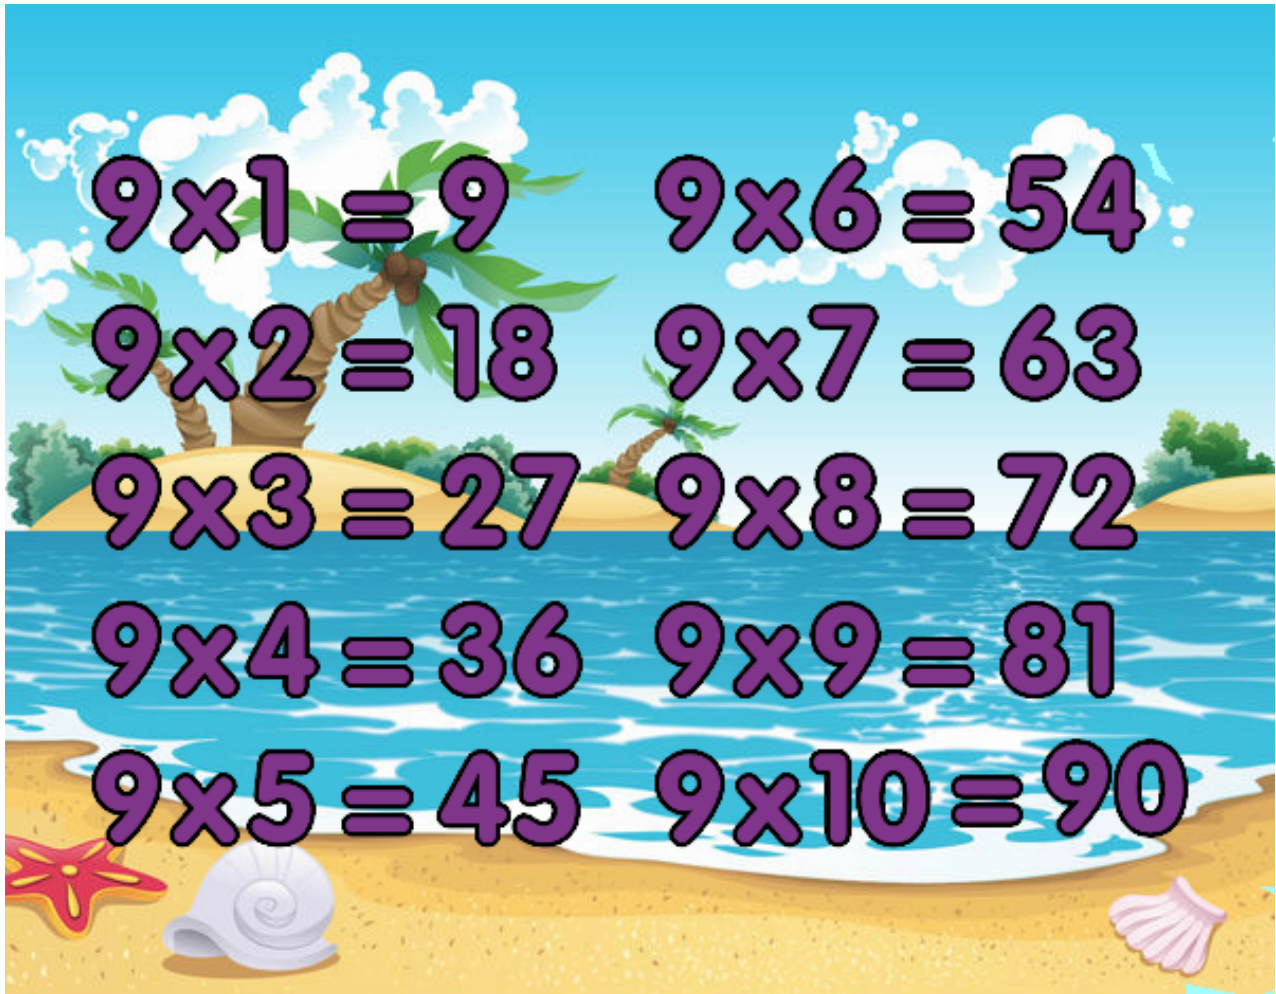 9x1 = 9
9x2 = 18
9x3 = 27
9x4 = 36
9x5 = 45
9x6 = 54
9x7 = 63
9x8 = 72
9x9 = 81
9x10 = 90